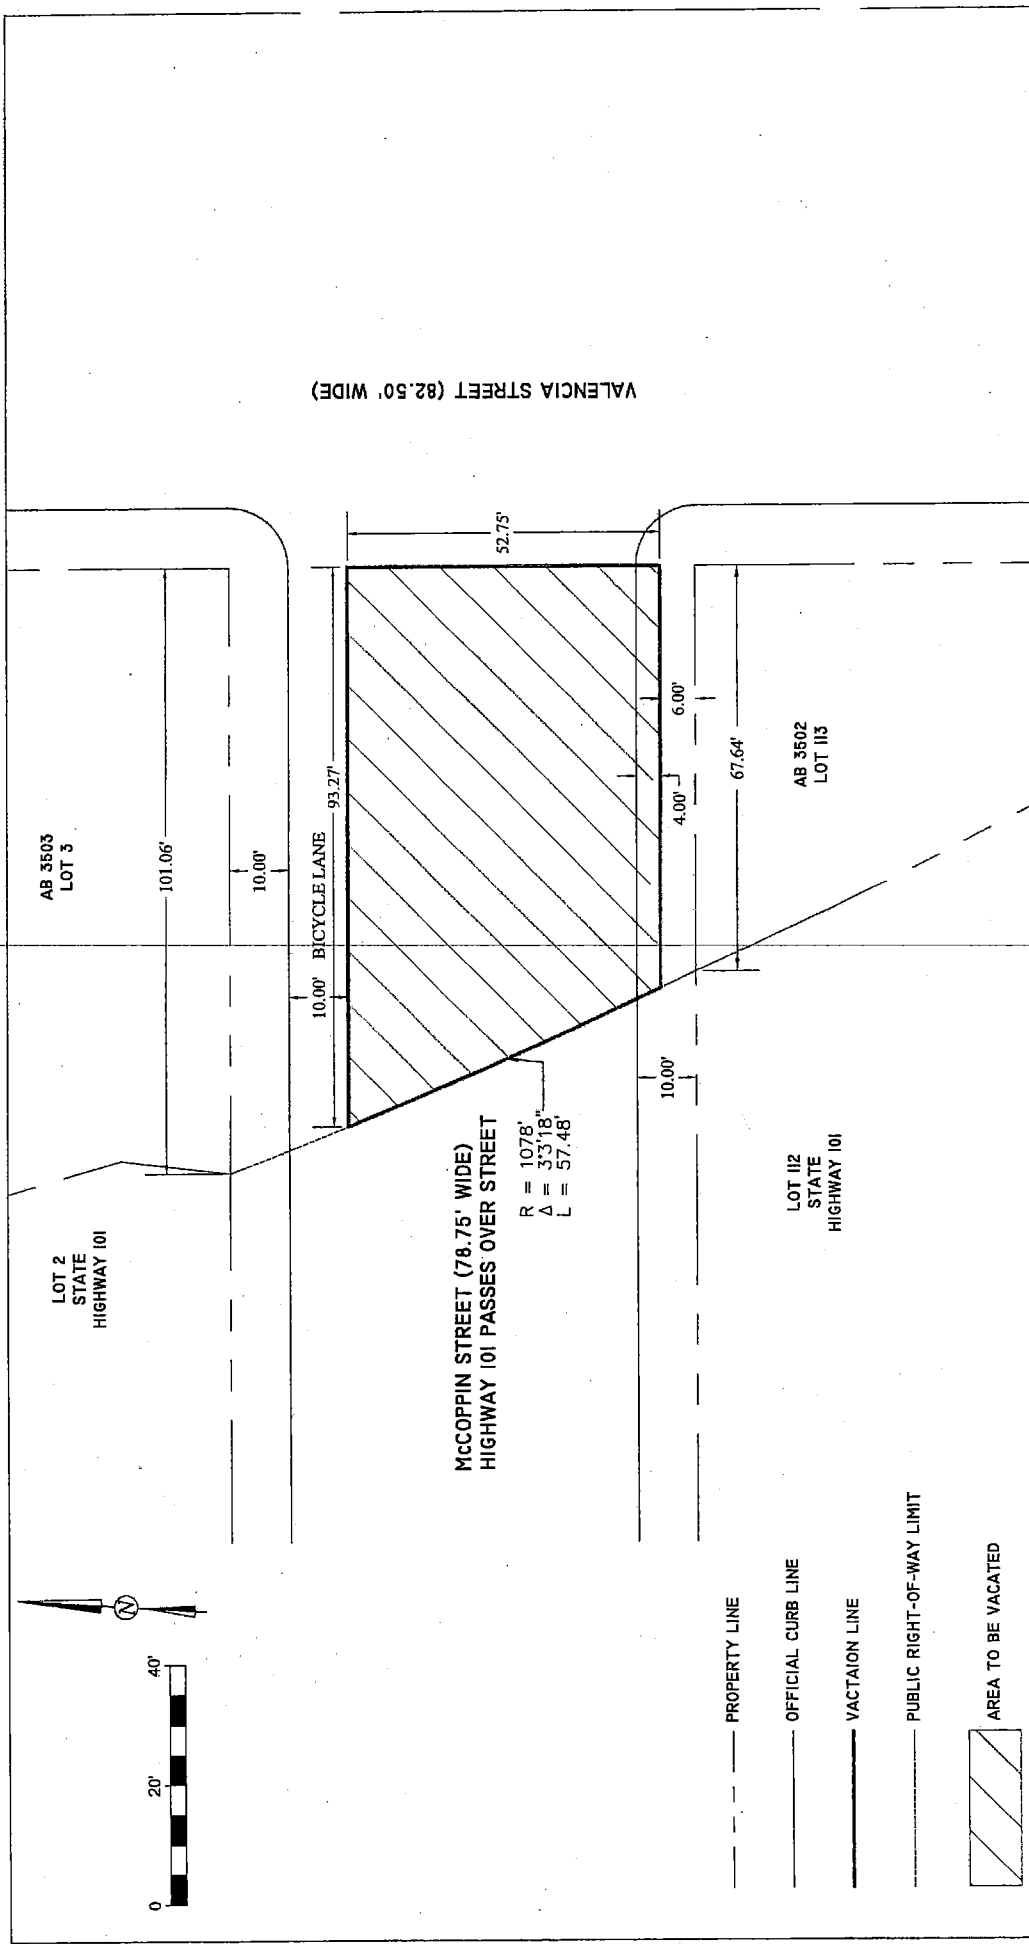 AB 3503
LOT 3
LOT 2
STATE
HIGHWAY 101
101.06'
10.00'
10.00' BICYCLE LANE
93.27'
52.75'
VALENCIA STREET (82.50' WIDE)
McCOPPIN STREET (78.75' WIDE)
HIGHWAY 101 PASSES OVER STREET
R = 1078'
Δ = 3°3'18"
L = 57.48'
10.00'
4.00'
6.00'
67.64'
AB 3502
LOT 113
LOT 112
STATE
HIGHWAY 101
N
0 20' 40'
PROPERTY LINE
OFFICIAL CURB LINE
VACTAION LINE
PUBLIC RIGHT-OF-WAY LIMIT
AREA TO BE VACATED